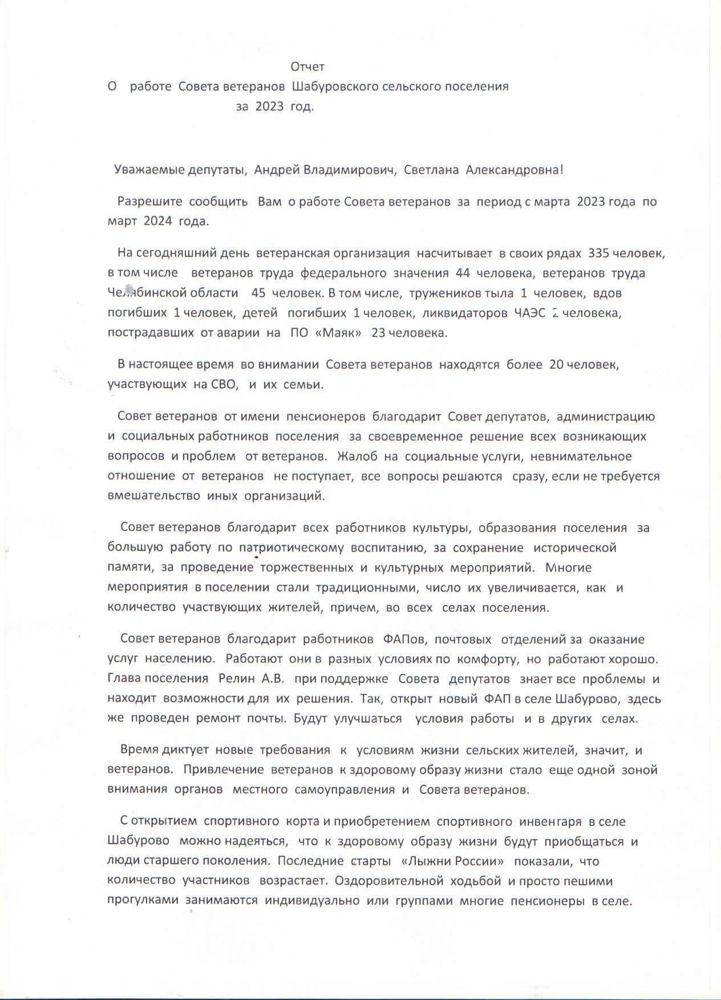 Отчет
О работе Совета ветеранов Шабуровского сельского поселения
за 2023 год.
Уважаемые депутаты, Андрей Владимирович, Светлана Александровна!
Разрешите сообщить Вам о работе Совета ветеранов за период с марта 2023 года по
март 2024 года.
На сегодняшний день ветеранская организация насчитывает в своих рядах 335 человек,
в том числе ветеранов труда федерального значения 44 человека, ветеранов труда
Челябинской области 45 человек. В том числе, тружеников тыла 1 человек, вдов
погибших 1 человек, детей погибших 1 человек, ликвидаторов ЧАЭС 2 человека,
пострадавших от аварии на ПО «Маяк» 23 человека.
В настоящее время во внимании Совета ветеранов находятся более 20 человек,
участвующих на СВО, и их семьи.
Совет ветеранов от имени пенсионеров благодарит Совет депутатов, администрацию
и социальных работников поселения за своевременное решение всех возникающих
вопросов и проблем от ветеранов. Жалоб на социальные услуги, невнимательное
отношение от ветеранов не поступает, все вопросы решаются сразу, если не требуется
вмешательство иных организаций.
Совет ветеранов благодарит всех работников культуры, образования поселения за
большую работу по патриотическому воспитанию, за сохранение исторической
памяти, за проведение торжественных и культурных мероприятий. Многие
мероприятия в поселении стали традиционными, число их увеличивается, как и
количество участвующих жителей, причем, во всех селах поселения.
Совет ветеранов благодарит работников ФАПов, почтовых отделений за оказание
услуг населению. Работают они в разных условиях по комфорту, но работают хорошо.
Глава поселения Релин А.В. при поддержке Совета депутатов знает все проблемы и
находит возможности для их решения. Так, открыт новый ФАП в селе Шабурово, здесь
же проведен ремонт почты. Будут улучшаться условия работы и в других селах.
Время диктует новые требования к условиям жизни сельских жителей, значит, и
ветеранов. Привлечение ветеранов к здоровому образу жизни стало еще одной зоной
внимания органов местного самоуправления и Совета ветеранов.
С открытием спортивного корта и приобретением спортивного инвентаря в селе
Шабурово можно надеяться, что к здоровому образу жизни будут приобщаться и
люди старшего поколения. Последние старты «Лыжни России» показали, что
количество участников возрастает. Оздоровительной ходьбой и просто пешими
прогулками занимаются индивидуально или группами многие пенсионеры в селе.